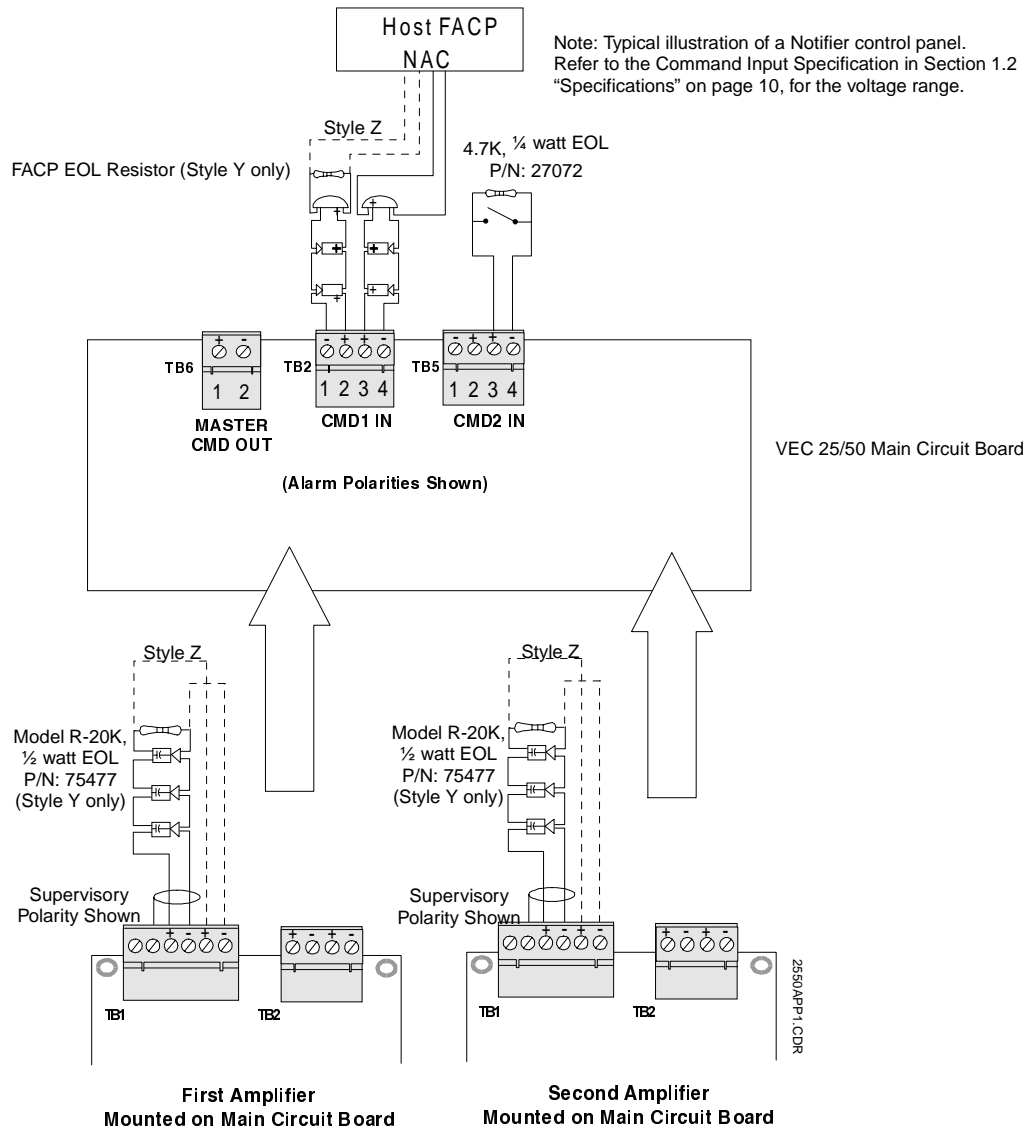 Host FACP
NAC
Note: Typical illustration of a Notifier control panel.
Refer to the Command Input Specification in Section 1.2
“Specifications” on page 10, for the voltage range.
Style Z
FACP EOL Resistor (Style Y only)
4.7K, ¼ watt EOL
P/N: 27072
+
+
+ +
+ +
+ -
- + + -
- + + -
TB6
TB2
TB5
1 2
1 2 3 4
1 2 3 4
MASTER
CMD OUT
CMD1 IN
CMD2 IN
VEC 25/50 Main Circuit Board
(Alarm Polarities Shown)
Style Z
Model R-20K,
½ watt EOL
P/N: 75477
(Style Y only)
Supervisory
Polarity Shown
+ - + -
+ - + -
TB1
TB2
First Amplifier
Mounted on Main Circuit Board
Style Z
Model R-20K,
½ watt EOL
P/N: 75477
(Style Y only)
Supervisory
Polarity Shown
+ - + -
+ - + -
TB1
TB2
Second Amplifier
Mounted on Main Circuit Board
2550APP1.CDR